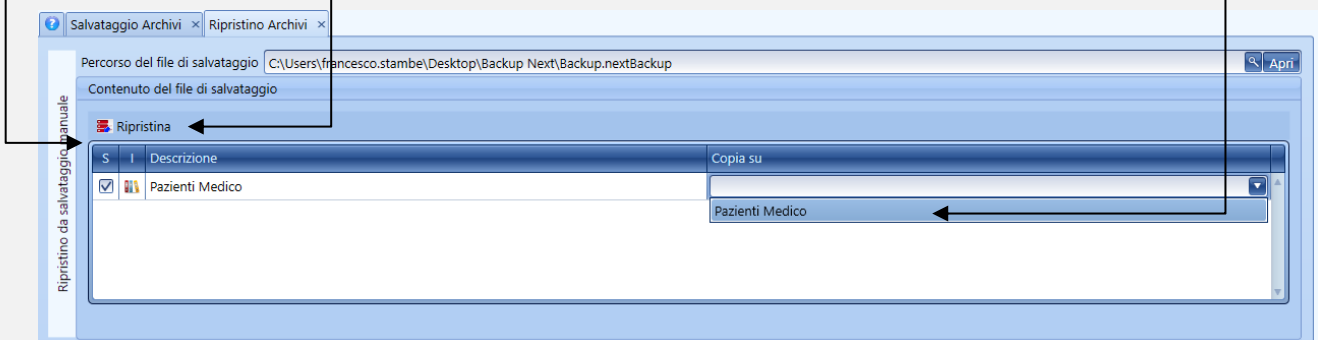 Salvataggio Archivi × Ripristino Archivi ×
Percorso del file di salvataggio C:\Users\francesco.stambe\Desktop\Backup Next\Backup.nextBackup Apri
Contenuto del file di salvataggio
Ripristino da salvataggio manuale
Ripristina
S I Descrizione Copia su
Pazienti Medico
Pazienti Medico